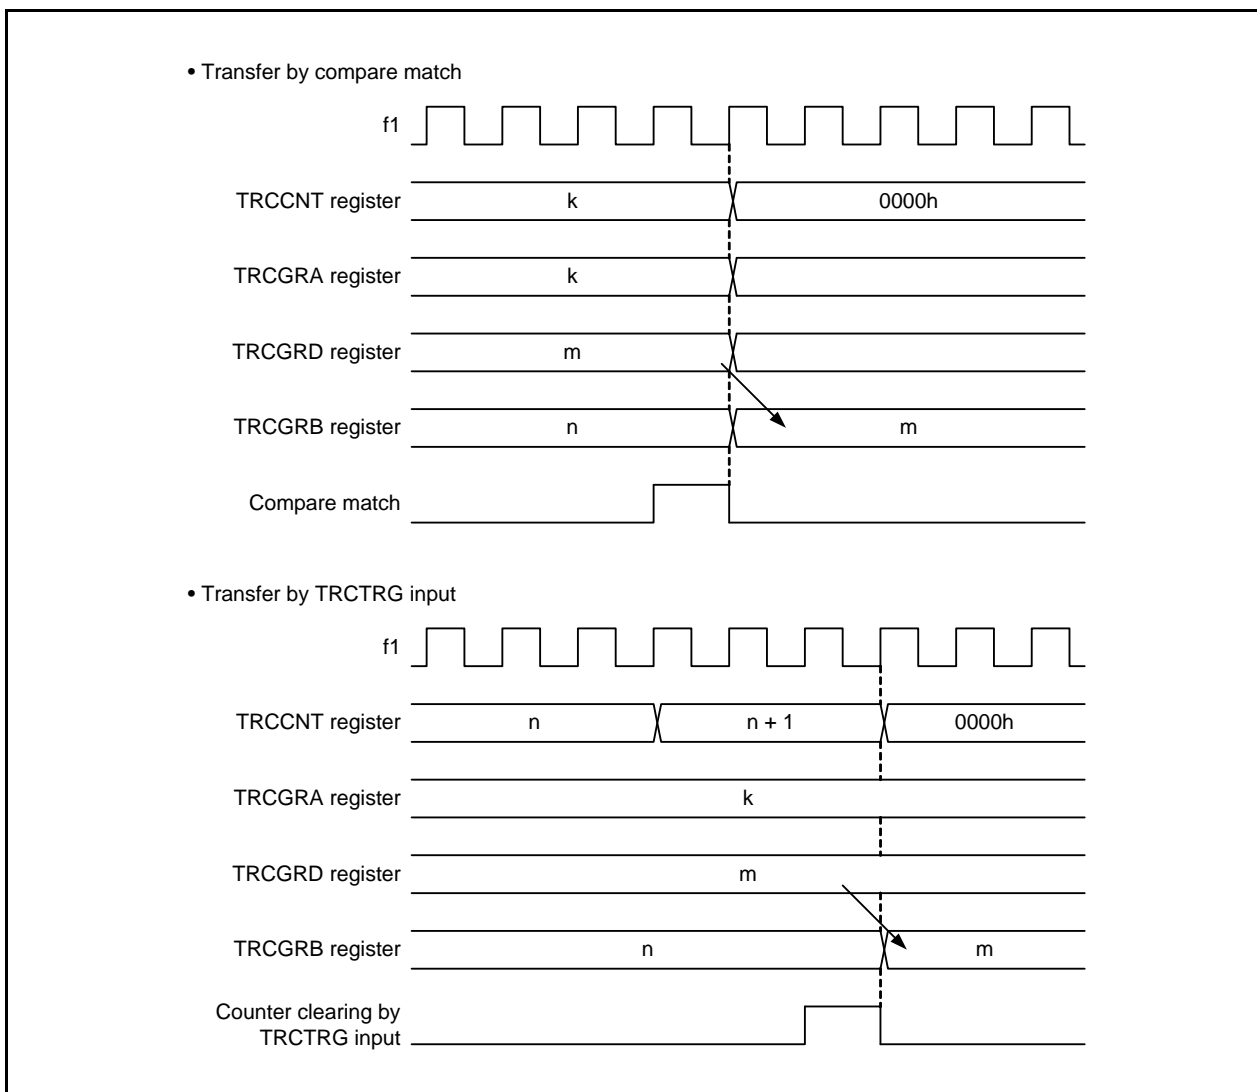 • Transfer by compare match
f1
TRCCNT register
k
0000h
TRCGRA register
k
TRCGRD register
m
TRCGRB register
n
m
Compare match
• Transfer by TRCTRG input
f1
TRCCNT register
n
n + 1
0000h
TRCGRA register
k
TRCGRD register
m
TRCGRB register
n
m
Counter clearing by
TRCTRG input